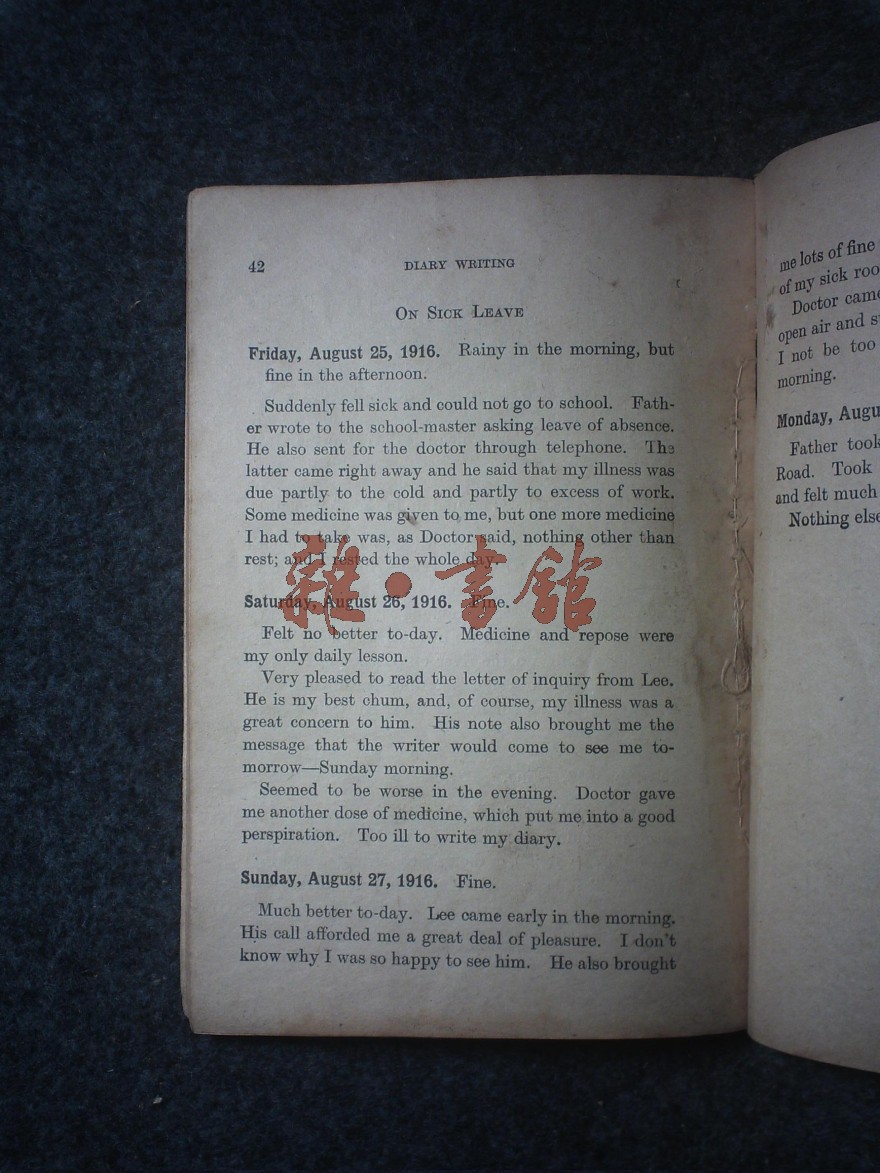 42
DIARY WRITING
ON SICK LEAVE
Friday, August 25, 1916. Rainy in the morning, but
fine in the afternoon.
Suddenly fell sick and could not go to school. Fath-
er wrote to the school-master asking leave of absence.
He also sent for the doctor through telephone. The
latter came right away and he said that my illness was
due partly to the cold and partly to excess of work.
Some medicine was given to me, but one more medicine
I had to take was, as Doctor said, nothing other than
rest; and I rested the whole day.
雜·書館
Saturday, August 26, 1916. Fine.
Felt no better to-day. Medicine and repose were
my only daily lesson.
Very pleased to read the letter of inquiry from Lee.
He is my best chum, and, of course, my illness was a
great concern to him. His note also brought me the
message that the writer would come to see me to-
morrow—Sunday morning.
Seemed to be worse in the evening. Doctor gave
me another dose of medicine, which put me into a good
perspiration. Too ill to write my diary.
Sunday, August 27, 1916. Fine.
Much better to-day. Lee came early in the morning.
His call afforded me a great deal of pleasure. I don't
know why I was so happy to see him. He also brought
me lots of fine
of my sick roo
Doctor came
open air and s
I not be too
morning.
Monday, Augu
Father took
Road. Took
and felt much
Nothing else